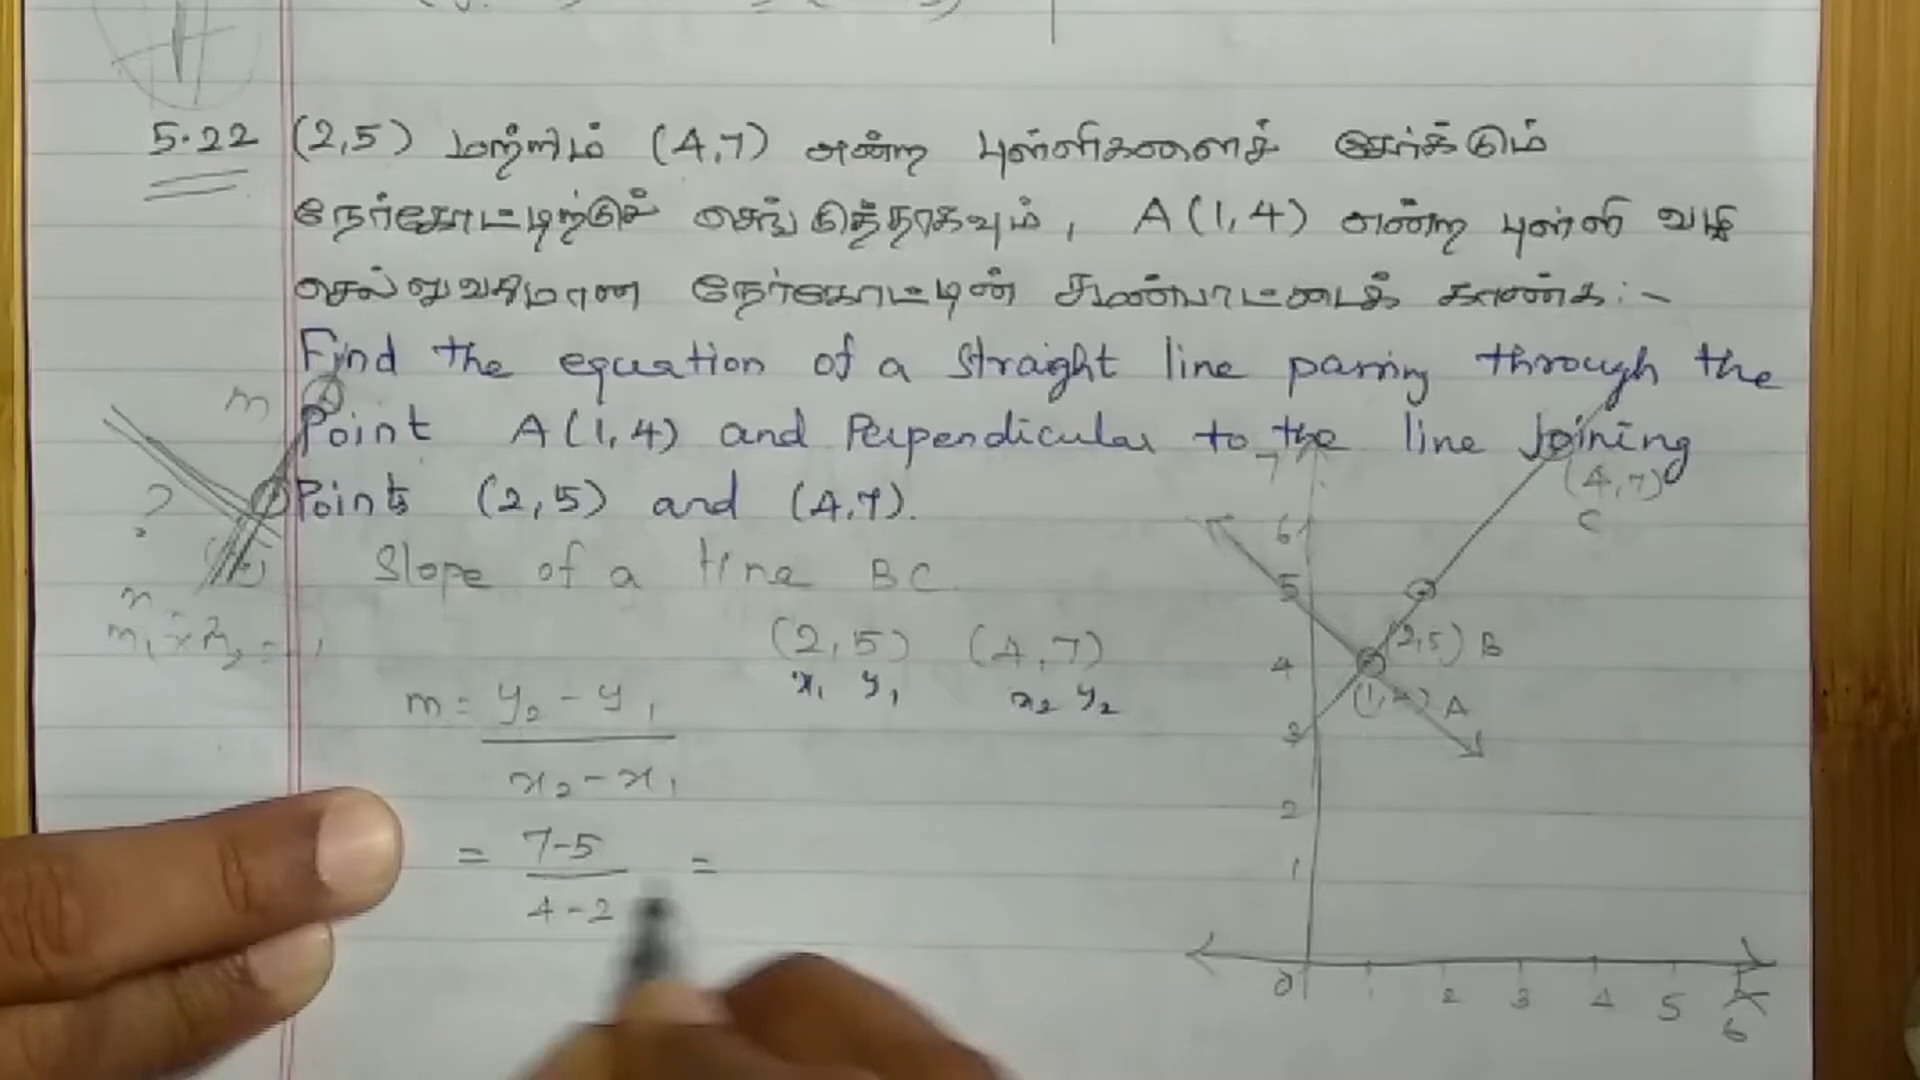 5.22 (2,5) மற்றும் (4,7) என்ற புள்ளிகளைச் சேர்க்கும்
நேர்கோட்டிற்குச் செங்குத்தாகவும், A(1,4) என்ற புள்ளி வழி
செல்லுவதுமான நேர்கோட்டின் சமன்பாட்டைக் காண்க:-
Find the equation of a straight line passing through the
Point A(1,4) and Perpendicular to the line Joining
Points (2,5) and (4,7).
Slope of a line BC
(2,5) (4,7)
x₁ y₁ x₂ y₂
m = y₂ - y₁
x₂ - x₁
= 7-5 =
4-2
m
?
7
(4,7)
C
6
5
(2,5) B
4
(1,4) A
3
2
1
0 1 2 3 4 5
6